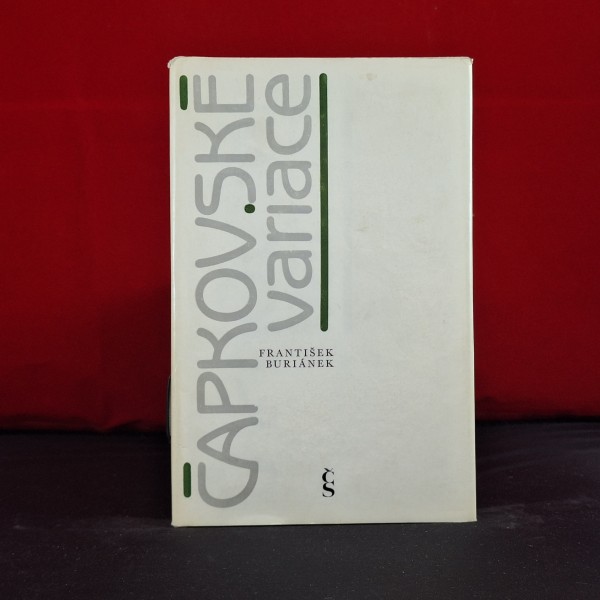 ČAPKOVSKÉ
variace
FRANTIŠEK
BURIÁNEK
ČS